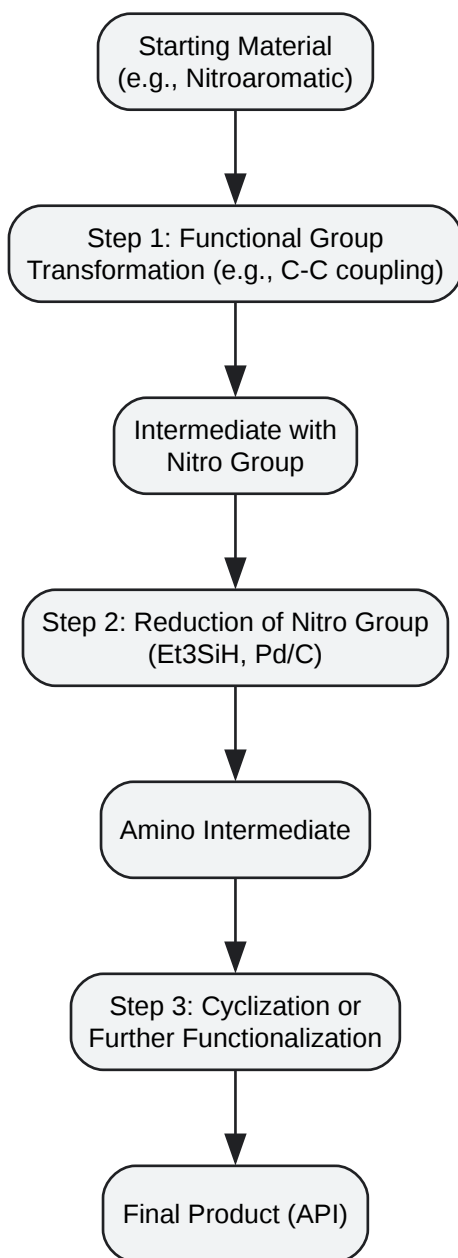 Starting Material
(e.g., Nitroaromatic)
Step 1: Functional Group
Transformation (e.g., C-C coupling)
Intermediate with
Nitro Group
Step 2: Reduction of Nitro Group
(Et3SiH, Pd/C)
Amino Intermediate
Step 3: Cyclization or
Further Functionalization
Final Product (API)